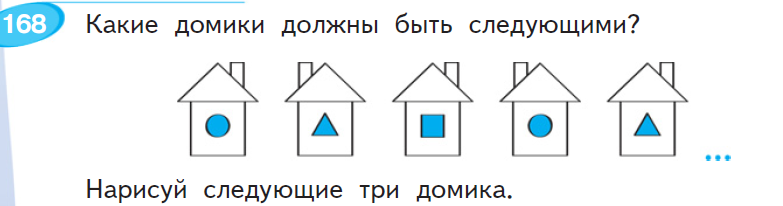 168 Какие домики должны быть следующими?
...
Нарисуй следующие три домика.